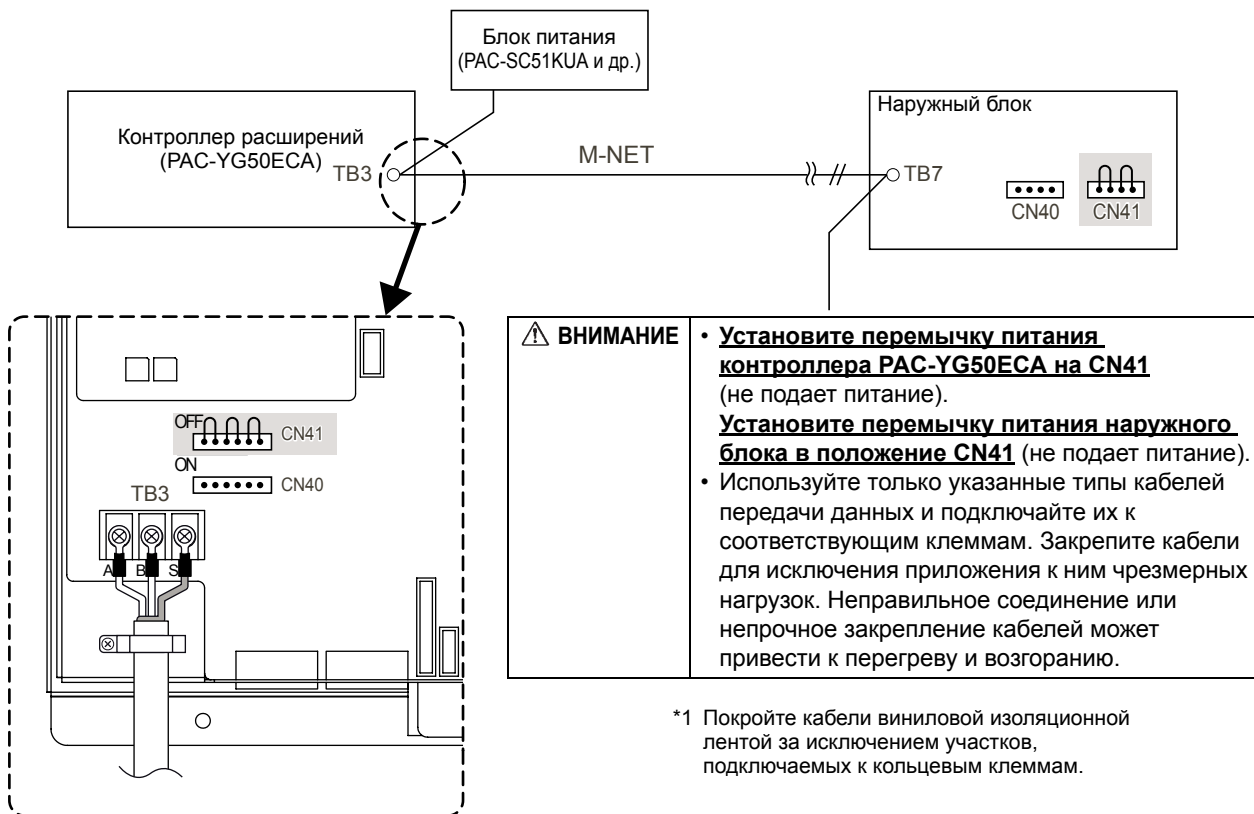 Блок питания
(PAC-SC51KUA и др.)
Контроллер расширений
(PAC-YG50ECA)
TB3
M-NET
Наружный блок
TB7
CN40
CN41
OFF
CN41
ON
CN40
TB3
A
B
S
⚠ ВНИМАНИЕ
• Установите перемычку питания
контроллера PAC-YG50ECA на CN41
(не подает питание).
Установите перемычку питания наружного
блока в положение CN41 (не подает питание).
• Используйте только указанные типы кабелей
передачи данных и подключайте их к
соответствующим клеммам. Закрепите кабели
для исключения приложения к ним чрезмерных
нагрузок. Неправильное соединение или
непрочное закрепление кабелей может
привести к перегреву и возгоранию.
*1 Покройте кабели виниловой изоляционной
лентой за исключением участков,
подключаемых к кольцевым клеммам.